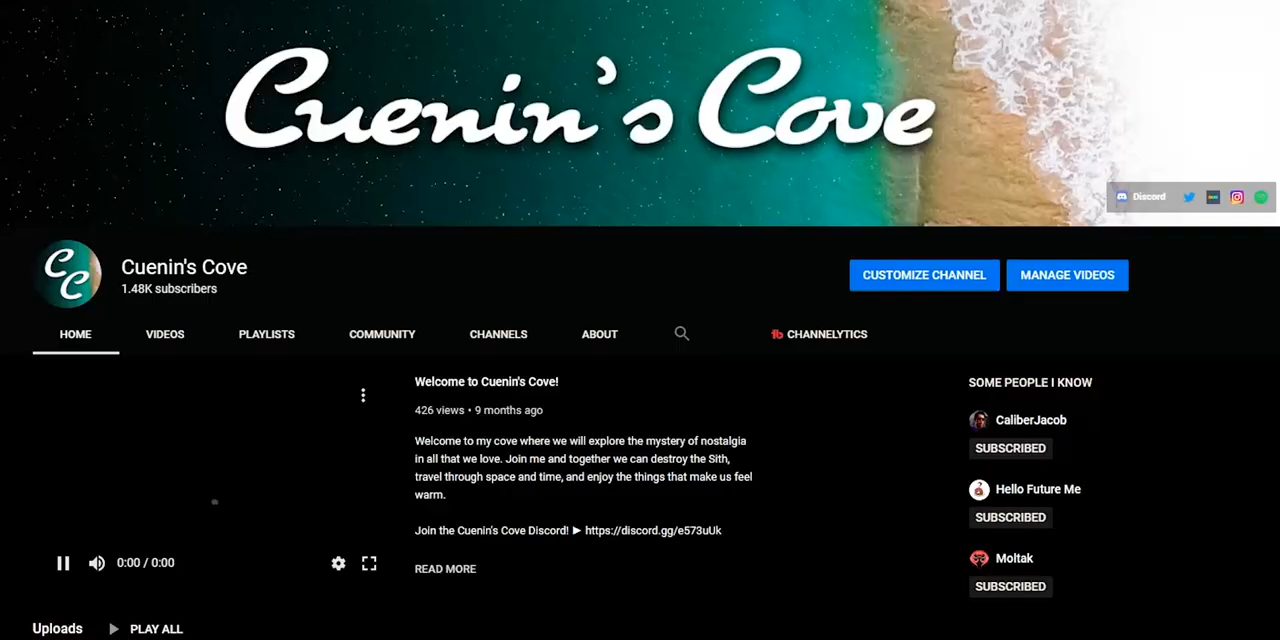 Cuenin's Cove
Discord
CC
Cuenin's Cove
1.48K subscribers
CUSTOMIZE CHANNEL
MANAGE VIDEOS
HOME
VIDEOS
PLAYLISTS
COMMUNITY
CHANNELS
ABOUT
CHANNELYTICS
Welcome to Cuenin's Cove!
426 views • 9 months ago
Welcome to my cove where we will explore the mystery of nostalgia
in all that we love. Join me and together we can destroy the Sith,
travel through space and time, and enjoy the things that make us feel
warm.
Join the Cuenin's Cove Discord! ► https://discord.gg/e573uUk
READ MORE
0:00 / 0:00
SOME PEOPLE I KNOW
CaliberJacob
SUBSCRIBED
Hello Future Me
SUBSCRIBED
Moltak
SUBSCRIBED
Uploads
PLAY ALL